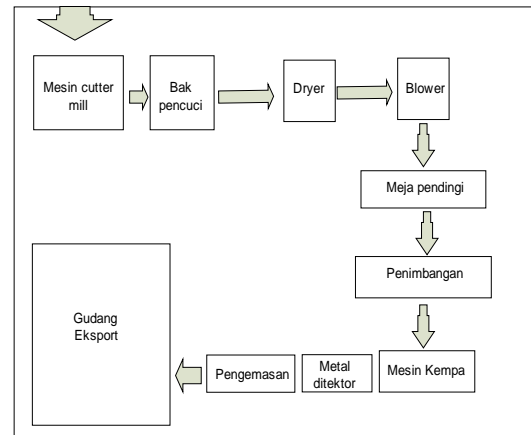 Mesin cutter
mill
Bak
pencuci
Dryer
Blower
Meja pendingi
Penimbangan
Mesin Kempa
Metal
ditektor
Pengemasan
Gudang
Eksport